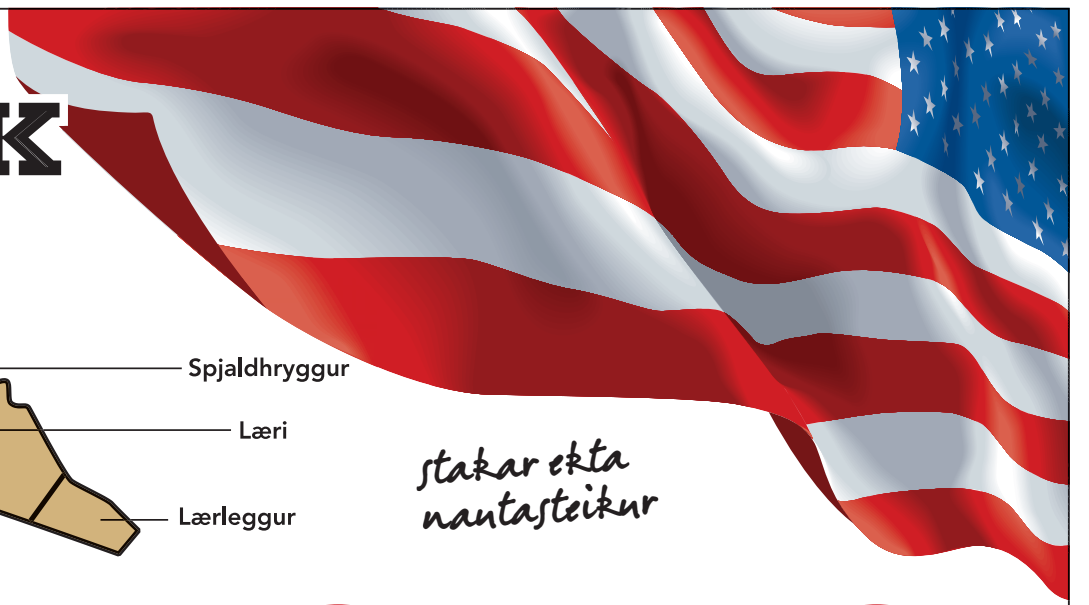 K
Spjaldhryggur
Læri
Lærleggur
stakar ekta
nautasteikur